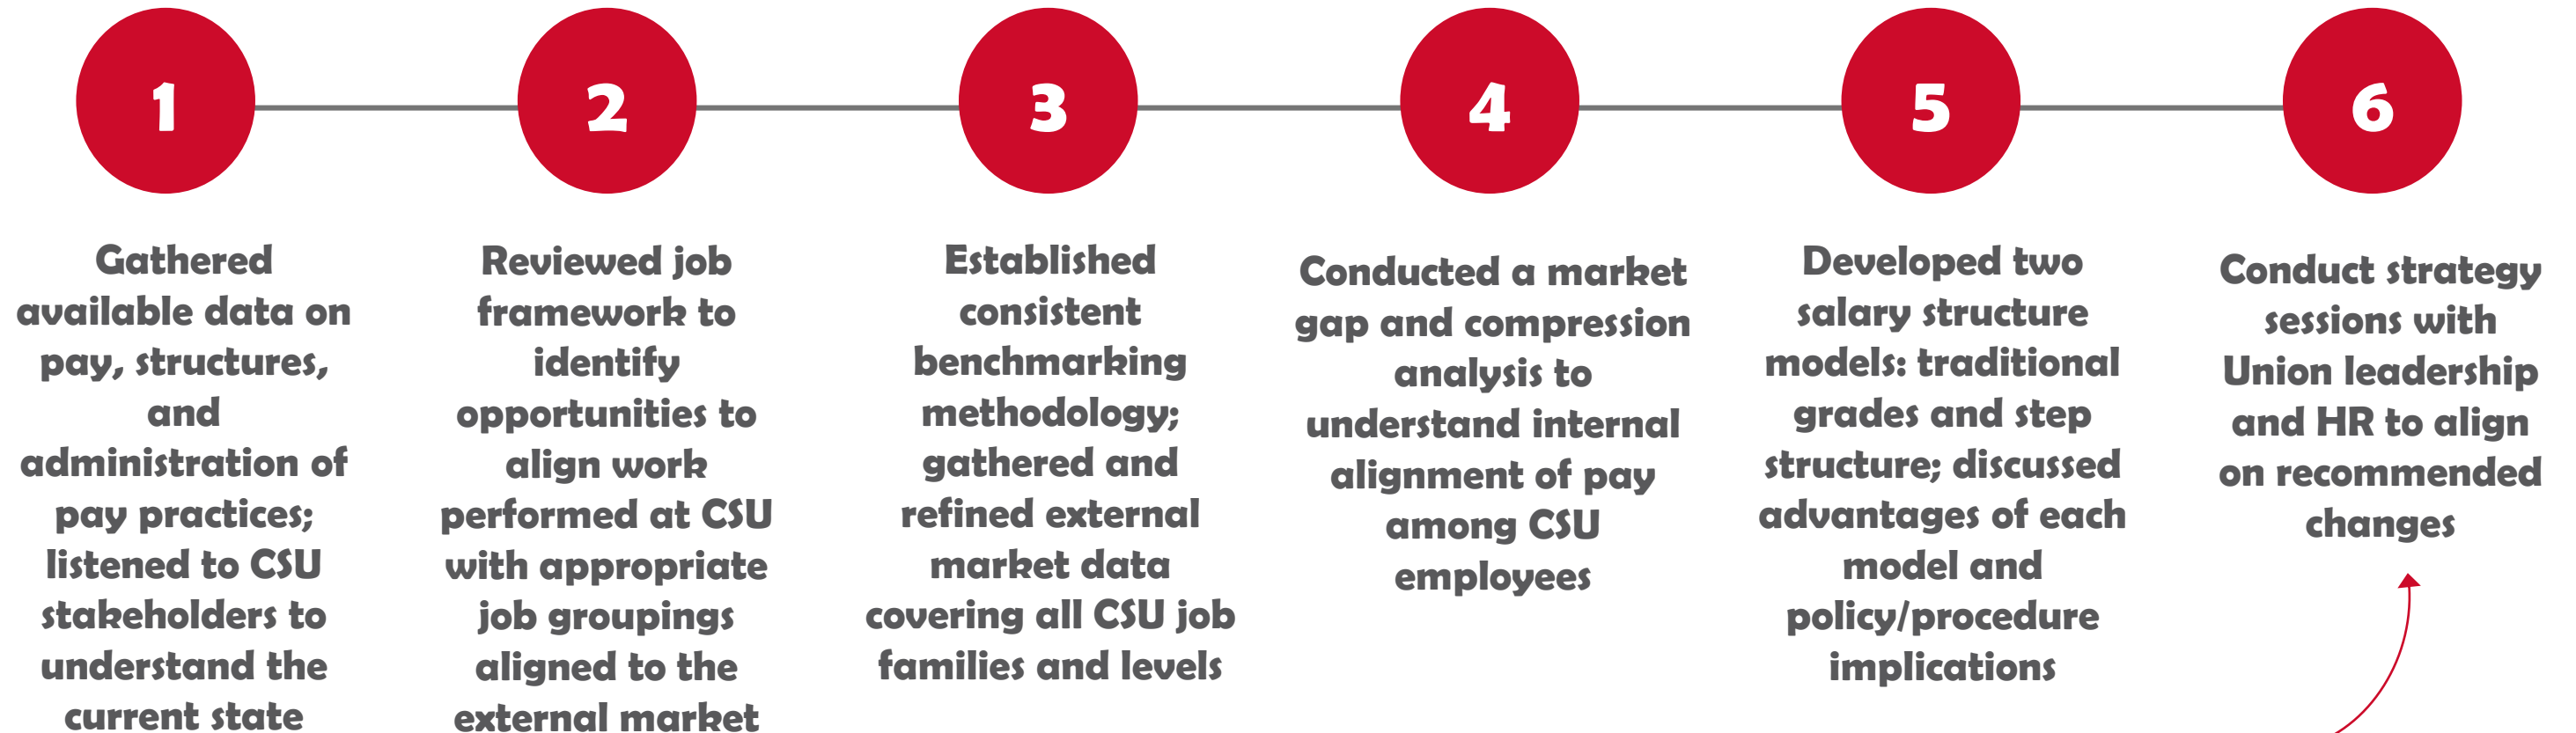 1
Gathered
available data on
pay, structures,
and
administration of
pay practices;
listened to CSU
stakeholders to
understand the
current state
2
Reviewed job
framework to
identify
opportunities to
align work
performed at CSU
with appropriate
job groupings
aligned to the
external market
3
Established
consistent
benchmarking
methodology;
gathered and
refined external
market data
covering all CSU job
families and levels
4
Conducted a market
gap and compression
analysis to
understand internal
alignment of pay
among CSU
employees
5
Developed two
salary structure
models: traditional
grades and step
structure; discussed
advantages of each
model and
policy/procedure
implications
6
Conduct strategy
sessions with
Union leadership
and HR to align
on recommended
changes